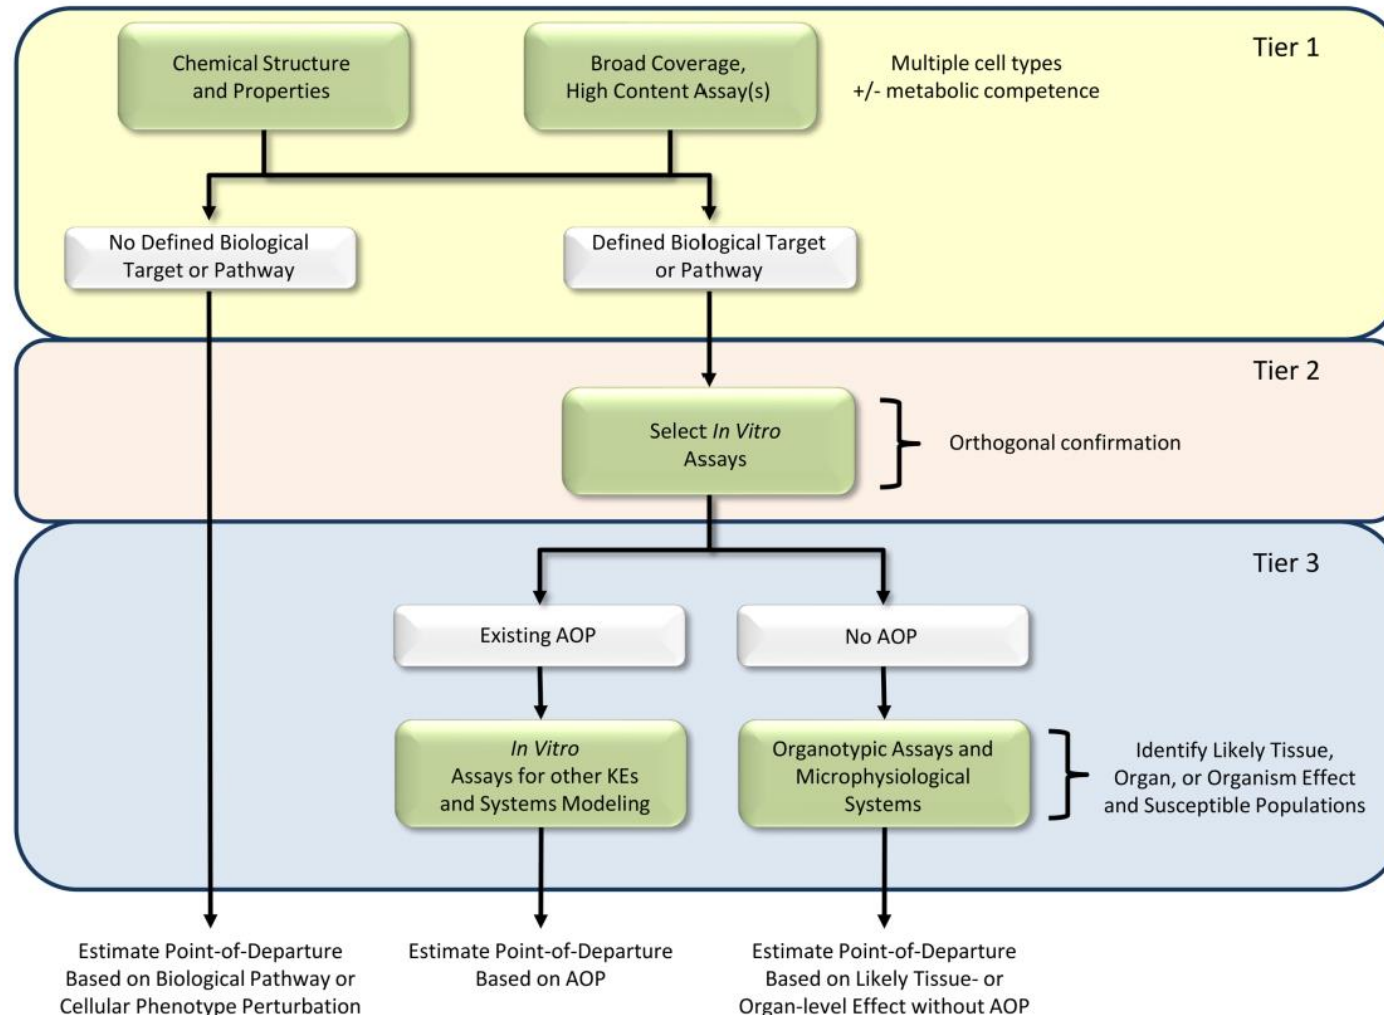 Tier 1
Chemical Structure
and Properties
Broad Coverage,
High Content Assay(s)
Multiple cell types
+/- metabolic competence
No Defined Biological
Target or Pathway
Defined Biological Target
or Pathway
Tier 2
Select In Vitro
Assays
Orthogonal confirmation
Tier 3
Existing AOP
No AOP
In Vitro
Assays for other KEs
and Systems Modeling
Organotypic Assays and
Microphysiological
Systems
Identify Likely Tissue,
Organ, or Organism Effect
and Susceptible Populations
Estimate Point-of-Departure
Based on Biological Pathway or
Cellular Phenotype Perturbation
Estimate Point-of-Departure
Based on AOP
Estimate Point-of-Departure
Based on Likely Tissue- or
Organ-level Effect without AOP